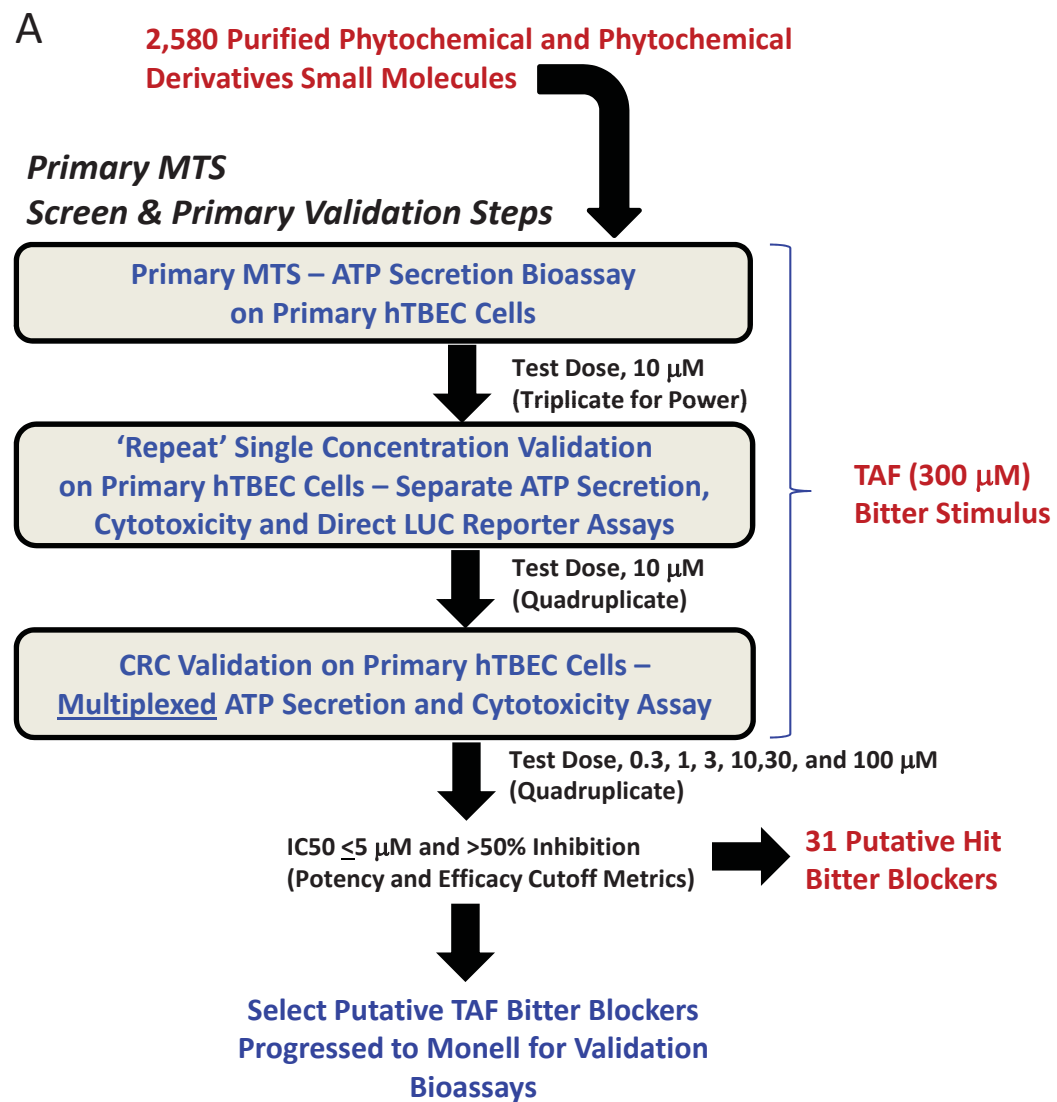 A
2,580 Purified Phytochemical and Phytochemical
Derivatives Small Molecules
Primary MTS
Screen & Primary Validation Steps
Primary MTS – ATP Secretion Bioassay
on Primary hTBEC Cells
Test Dose, 10 μM
(Triplicate for Power)
‘Repeat’ Single Concentration Validation
on Primary hTBEC Cells – Separate ATP Secretion,
Cytotoxicity and Direct LUC Reporter Assays
TAF (300 μM)
Bitter Stimulus
Test Dose, 10 μM
(Quadruplicate)
CRC Validation on Primary hTBEC Cells –
Multiplexed ATP Secretion and Cytotoxicity Assay
Test Dose, 0.3, 1, 3, 10,30, and 100 μM
(Quadruplicate)
IC50 <5 μM and >50% Inhibition
(Potency and Efficacy Cutoff Metrics)
31 Putative Hit
Bitter Blockers
Select Putative TAF Bitter Blockers
Progressed to Monell for Validation
Bioassays